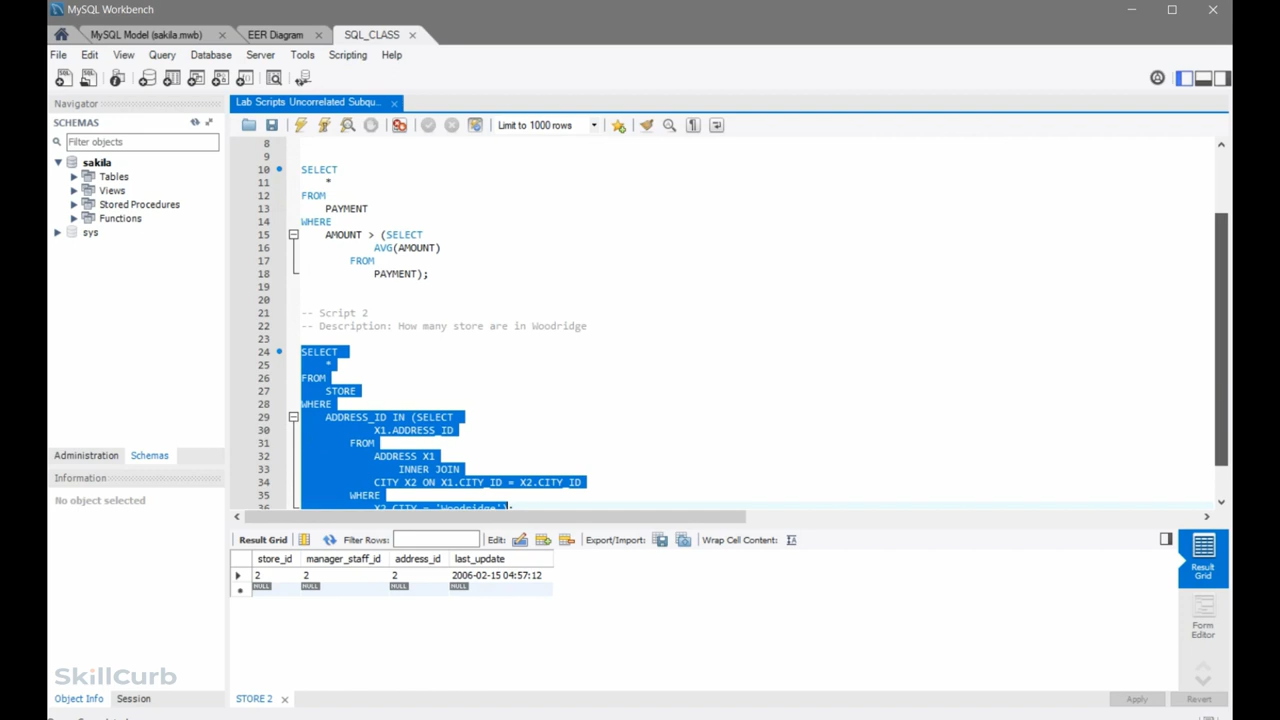 MySQL Workbench
MySQL Model (sakila.mwb) EER Diagram SQL_CLASS
File Edit View Query Database Server Tools Scripting Help
Navigator
SCHEMAS
Filter objects
sakila
Tables
Views
Stored Procedures
Functions
sys
Administration Schemas
Information
No object selected
SkillCurb
Object Info Session
Lab Scripts Uncorrelated Subqu...
Limit to 1000 rows
8
9
10 SELECT
11 *
12 FROM
13 PAYMENT
14 WHERE
15 AMOUNT > (SELECT
16 AVG(AMOUNT)
17 FROM
18 PAYMENT);
19
20
21 -- Script 2
22 -- Description: How many store are in Woodridge
23
24 SELECT
25 *
26 FROM
27 STORE
28 WHERE
29 ADDRESS_ID IN (SELECT
30 X1.ADDRESS_ID
31 FROM
32 ADDRESS X1
33 INNER JOIN
34 CITY X2 ON X1.CITY_ID = X2.CITY_ID
35 WHERE
36 X2.CITY = 'Woodridge');
Result Grid Filter Rows: Edit: Export/Import: Wrap Cell Content:
store_id manager_staff_id address_id last_update
2 2 2 2006-02-15 04:57:12
NULL NULL NULL NULL
Result
Grid
Form
Editor
STORE 2 Apply Revert